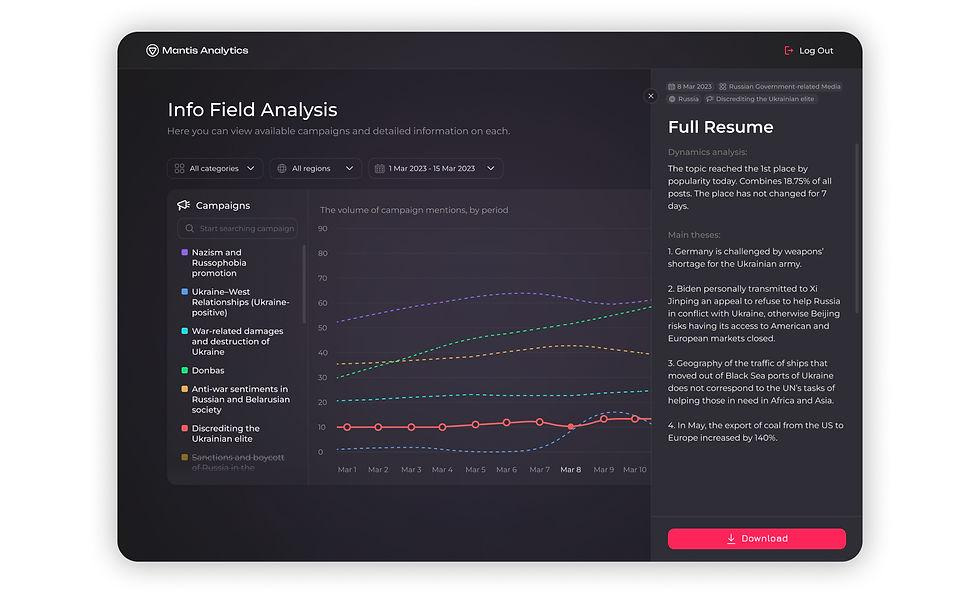 Mantis Analytics
Log Out
Info Field Analysis
Here you can view available campaigns and detailed information on each.
All categories
All regions
1 Mar 2023 - 15 Mar 2023
Campaigns
Start searching campaign
Nazism and
Russophobia
promotion
Ukraine–West
Relationships (Ukraine-
positive)
War-related damages
and destruction of
Ukraine
Donbas
Anti-war sentiments in
Russian and Belarusian
society
Discrediting the
Ukrainian elite
Sanctions and boycott
of Russia in the
The volume of campaign mentions, by period
90
80
70
60
50
40
30
20
10
0
Mar 1 Mar 2 Mar 3 Mar 4 Mar 5 Mar 6 Mar 7 Mar 8 Mar 9 Mar 10
8 Mar 2023 Russian Government-related Media
Russia Discrediting the Ukrainian elite
Full Resume
Dynamics analysis:
The topic reached the 1st place by
popularity today. Combines 18.75% of all
posts. The place has not changed for 7
days.
Main theses:
1. Germany is challenged by weapons’
shortage for the Ukrainian army.
2. Biden personally transmitted to Xi
Jinping an appeal to refuse to help Russia
in conflict with Ukraine, otherwise Beijing
risks having its access to American and
European markets closed.
3. Geography of the traffic of ships that
moved out of Black Sea ports of Ukraine
does not correspond to the UN’s tasks of
helping those in need in Africa and Asia.
4. In May, the export of coal from the US to
Europe increased by 140%.
Download